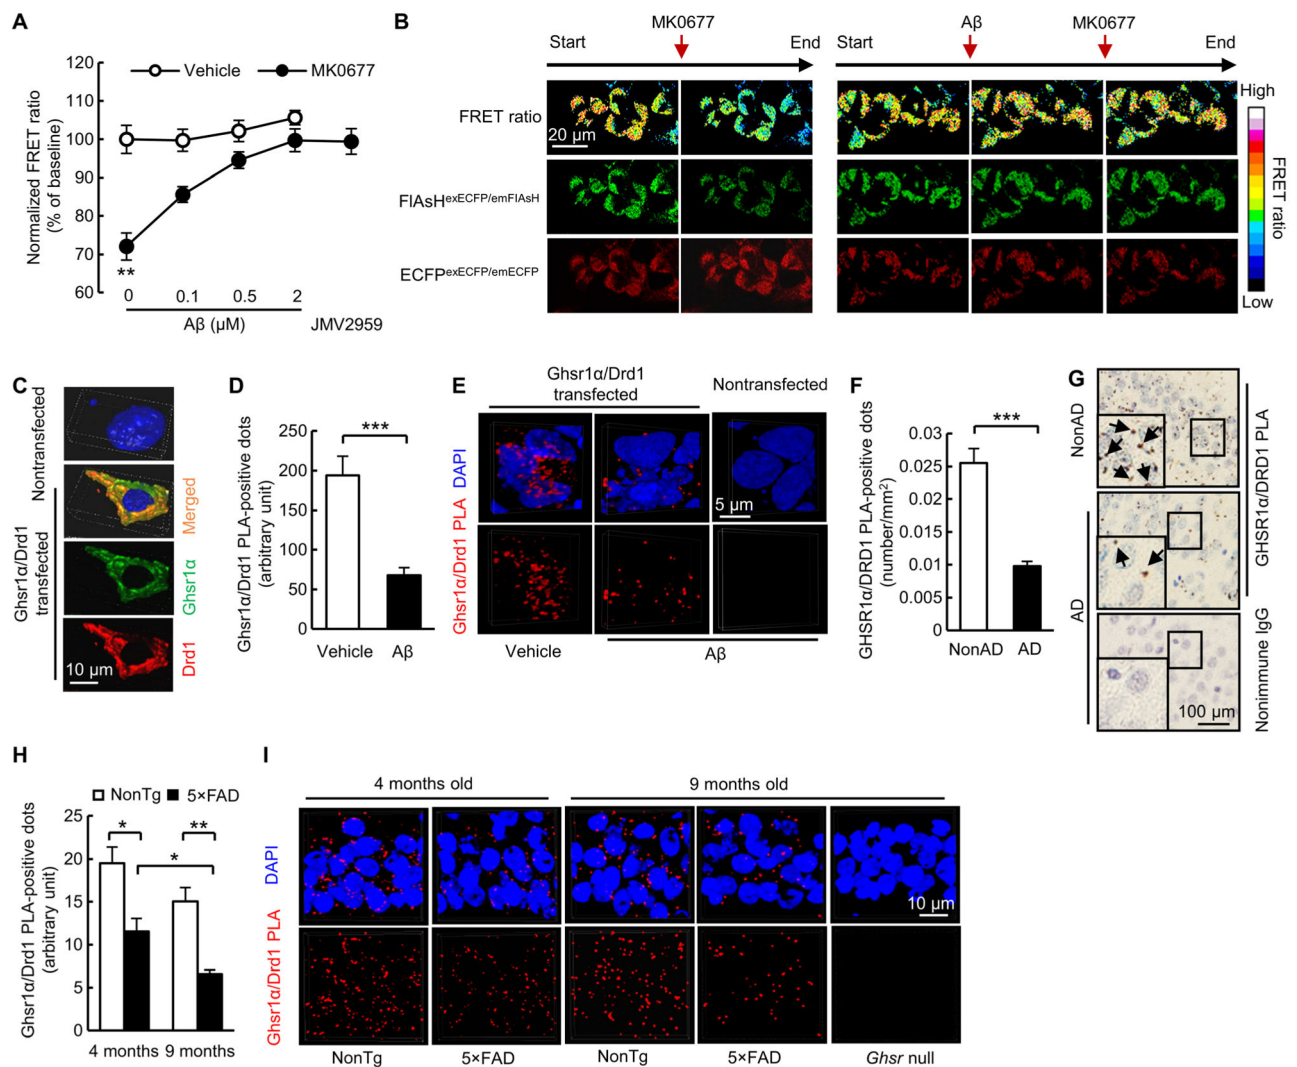 A
Normalized FRET ratio
(% of baseline)
120
110
100
90
80
70
60
Vehicle
MK0677
**
0
0.1
0.5
2
Aβ (µM)
JMV2959
B
MK0677
Start
End
Aβ
MK0677
Start
End
FRET ratio
20 µm
FlAsH^exECFP/emFlAsH
ECFP^exECFP/emECFP
High
FRET ratio
Low
C
Nontransfected
Ghsr1α/Drd1
transfected
Merged
Ghsr1α
Drd1
10 µm
D
Ghsr1α/Drd1 PLA-positive dots
(arbitrary unit)
250
200
150
100
50
0
***
Vehicle
Aβ
E
Ghsr1α/Drd1
transfected
Nontransfected
Ghsr1α/Drd1 PLA DAPI
5 µm
Vehicle
Aβ
F
GHSR1α/DRD1 PLA-positive dots
(number/mm²)
0.03
0.025
0.02
0.015
0.01
0.005
0
***
NonAD
AD
G
NonAD
AD
GHSR1α/DRD1 PLA
Nonimmune IgG
100 µm
H
Ghsr1α/Drd1 PLA-positive dots
(arbitrary unit)
NonTg
5×FAD
25
20
15
10
5
0
*
**
*
4 months
9 months
I
4 months old
9 months old
Ghsr1α/Drd1 PLA DAPI
10 µm
NonTg
5×FAD
NonTg
5×FAD
Ghsr null